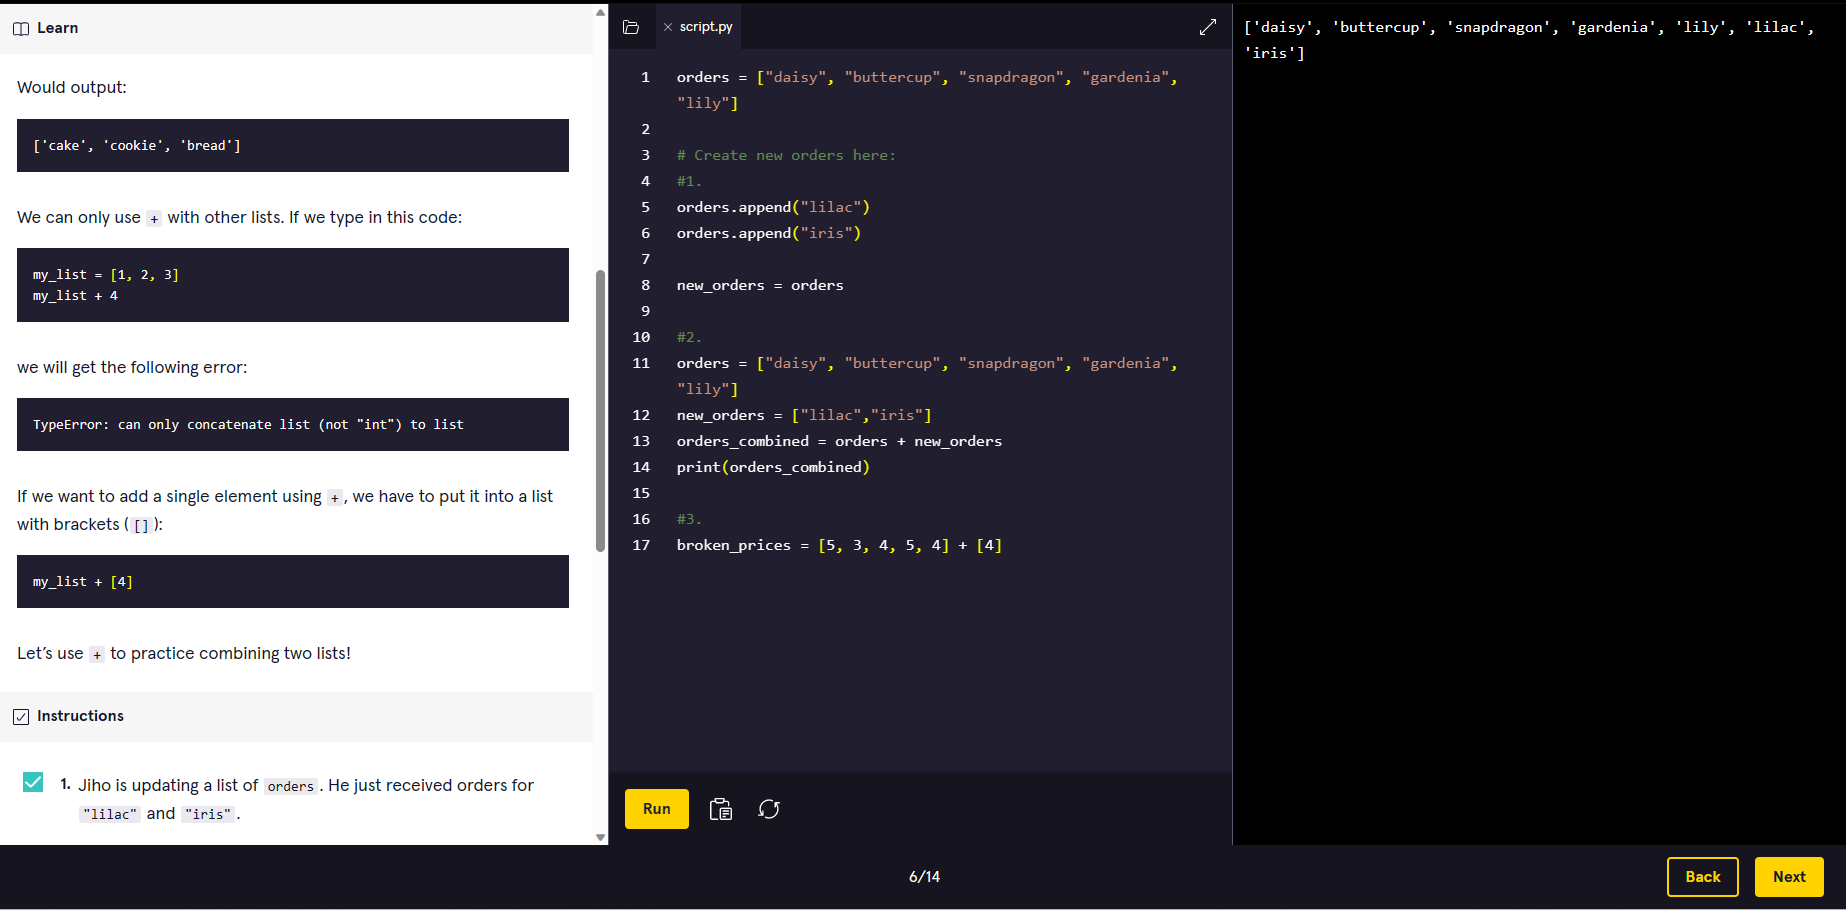 Learn
Would output:
['cake', 'cookie', 'bread']
We can only use + with other lists. If we type in this code:
my_list = [1, 2, 3]
my_list + 4
we will get the following error:
TypeError: can only concatenate list (not "int") to list
If we want to add a single element using +, we have to put it into a list
with brackets ([]):
my_list + [4]
Let’s use + to practice combining two lists!
Instructions
1. Jiho is updating a list of orders. He just received orders for
"lilac" and "iris".
script.py
1 orders = ["daisy", "buttercup", "snapdragon", "gardenia",
"lily"]
2
3 # Create new orders here:
4 #1.
5 orders.append("lilac")
6 orders.append("iris")
7
8 new_orders = orders
9
10 #2.
11 orders = ["daisy", "buttercup", "snapdragon", "gardenia",
"lily"]
12 new_orders = ["lilac","iris"]
13 orders_combined = orders + new_orders
14 print(orders_combined)
15
16 #3.
17 broken_prices = [5, 3, 4, 5, 4] + [4]
Run
['daisy', 'buttercup', 'snapdragon', 'gardenia', 'lily', 'lilac',
'iris']
6/14
Back
Next